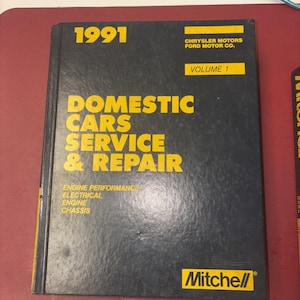 1991
CHRYSLER MOTORS
FORD MOTOR CO.
VOLUME 1
DOMESTIC
CARS
SERVICE
& REPAIR
ENGINE PERFORMANCE
ELECTRICAL
ENGINE
CHASSIS
Mitchell®